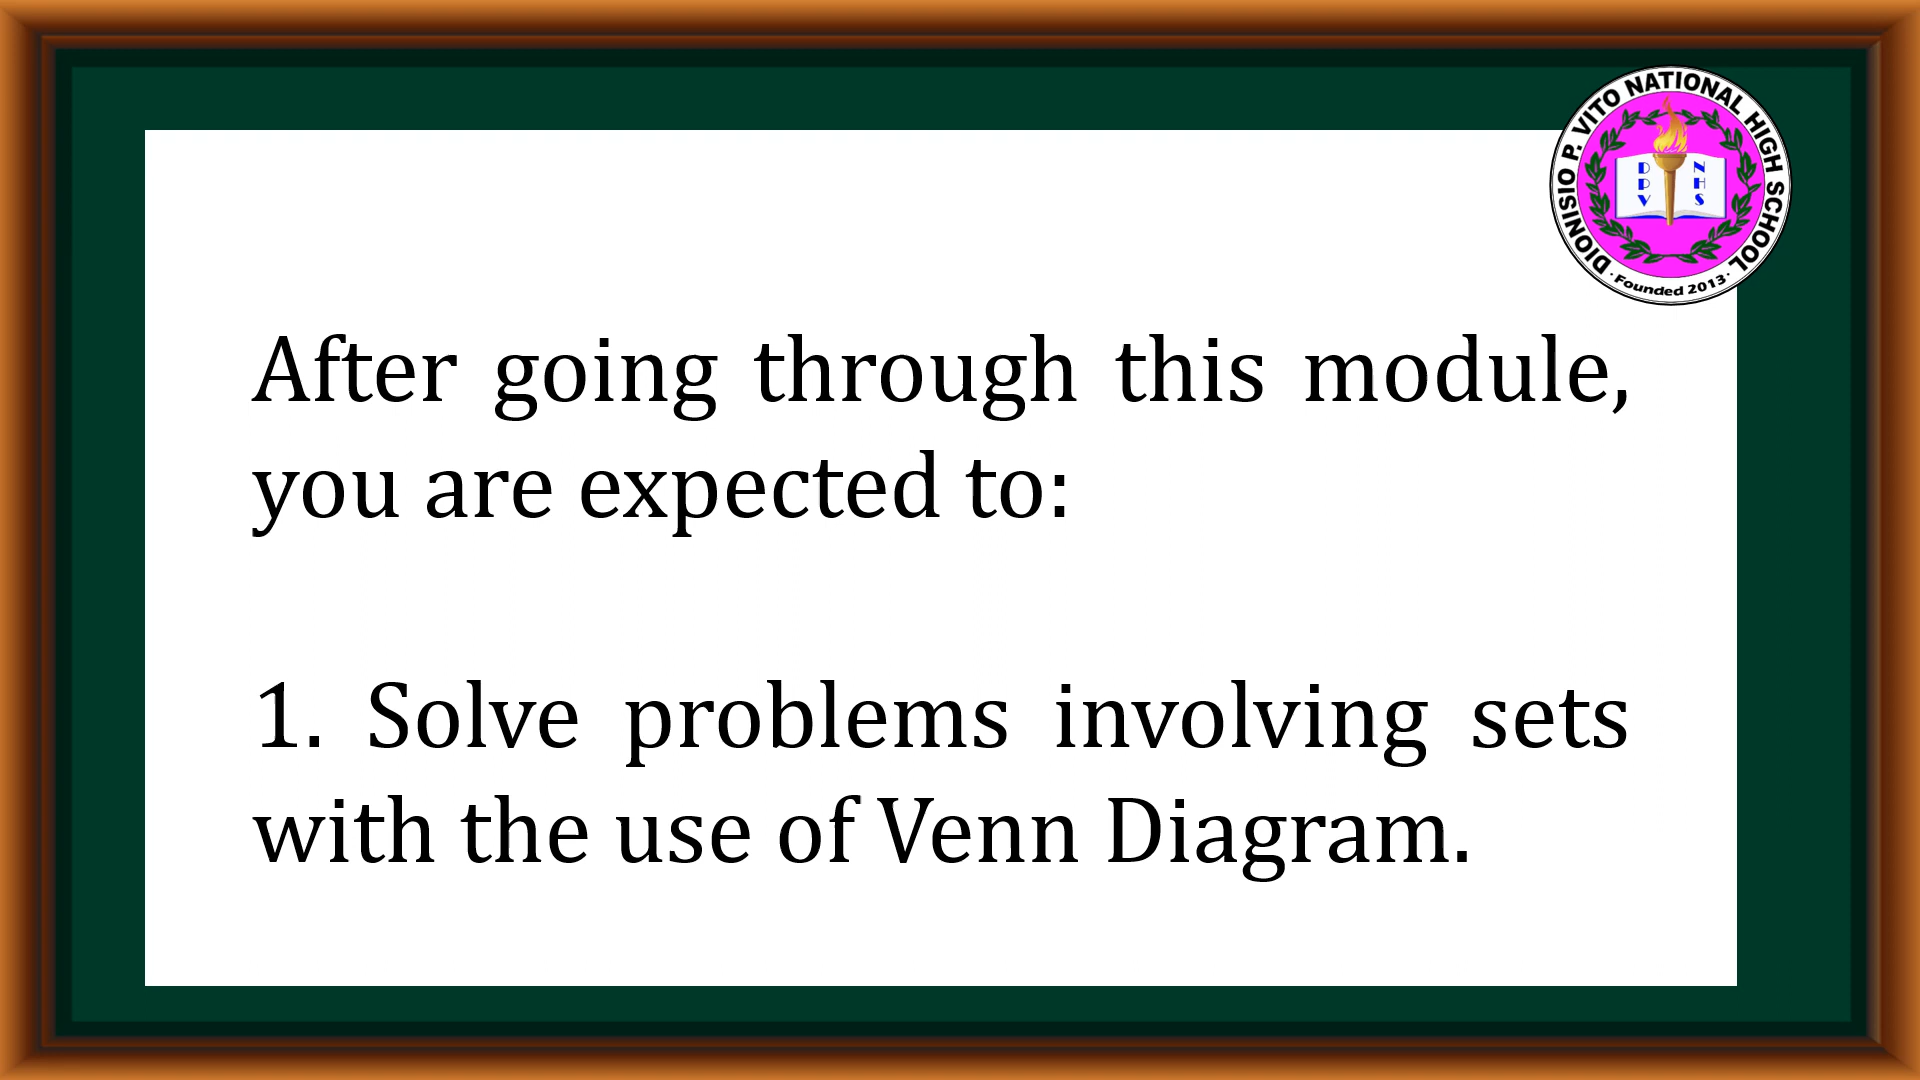 DIONISIO P. VITO NATIONAL HIGH SCHOOL
D N
P H
V S
· Founded 2013 ·
After going through this module,
you are expected to:
1. Solve problems involving sets
with the use of Venn Diagram.